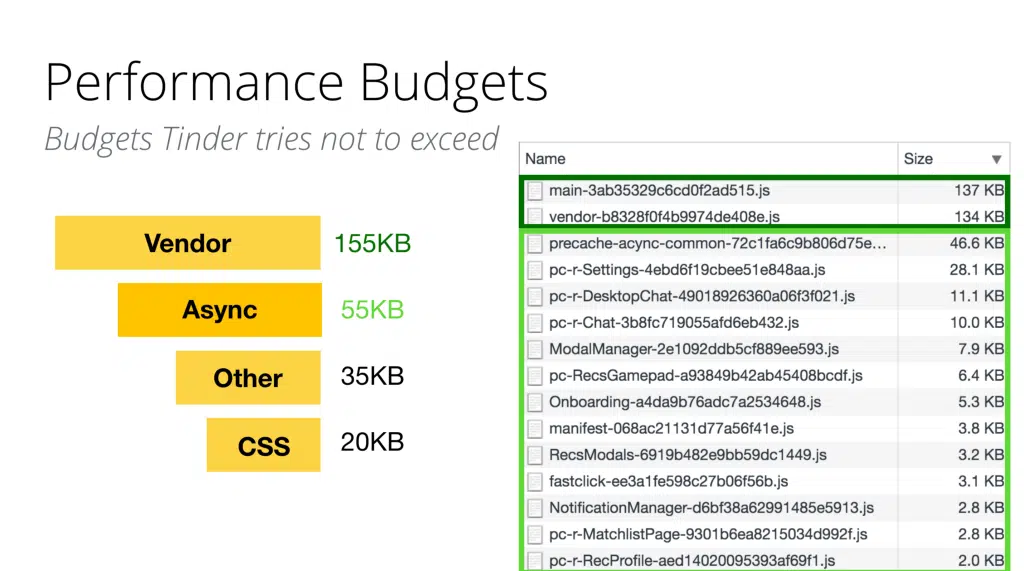 Performance Budgets
Budgets Tinder tries not to exceed
Vendor 155KB
Async 55KB
Other 35KB
CSS 20KB
Name Size ▼
main-3ab35329c6cd0f2ad515.js 137 KB
vendor-b8328f0f4b9974de408e.js 134 KB
precache-acync-common-72c1fa6c9b806d75e… 46.6 KB
pc-r-Settings-4ebd6f19cbee51e848aa.js 28.1 KB
pc-r-DesktopChat-49018926360a06f3f021.js 11.1 KB
pc-r-Chat-3b8fc719055afd6eb432.js 10.0 KB
ModalManager-2e1092ddb5cf889ee593.js 7.9 KB
pc-RecsGamepad-a93849b42ab45408bcdf.js 6.4 KB
Onboarding-a4da9b76adc7a2534648.js 5.3 KB
manifest-068ac21131d77a56f41e.js 3.8 KB
RecsModals-6919b482e9bb59dc1449.js 3.2 KB
fastclick-ee3a1fe598c27b06f56b.js 3.1 KB
NotificationManager-d6bf38a62991485e5913.js 2.8 KB
pc-r-MatchlistPage-9301b6ea8215034d992f.js 2.8 KB
pc-r-RecProfile-aed14020095393af69f1.js 2.0 KB